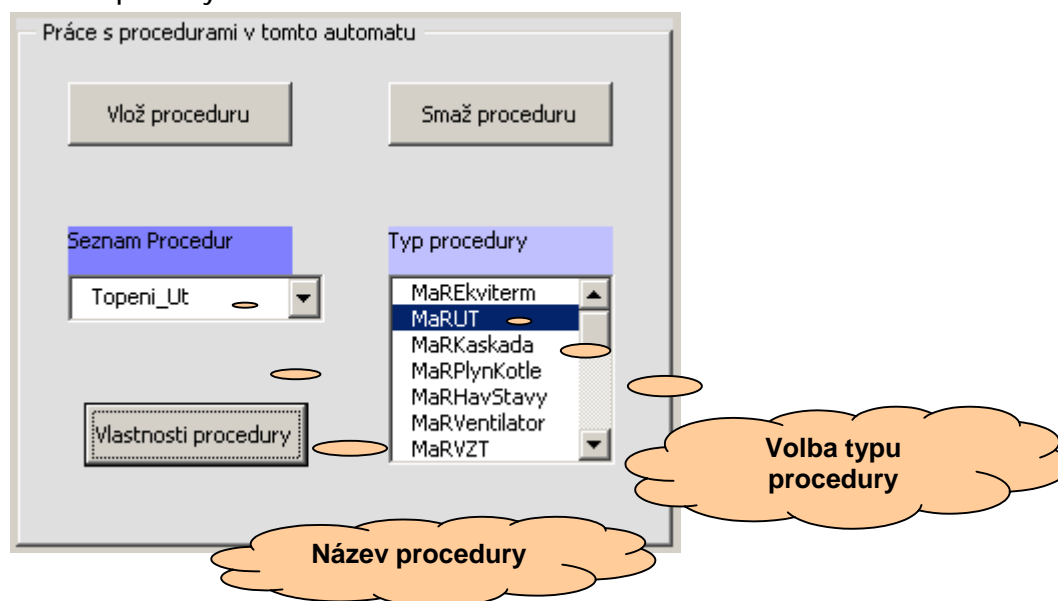 Práce s procedurami v tomto automatu
Vlož proceduru
Smaž proceduru
Seznam Procedur
Typ procedury
Topeni_Ut
MaREkviterm
MaRUT
MaRKaskada
MaRPlynKotle
MaRHavStavy
MaRVentilator
MaRVZT
Vlastnosti procedury
Volba typu
procedury
Název procedury